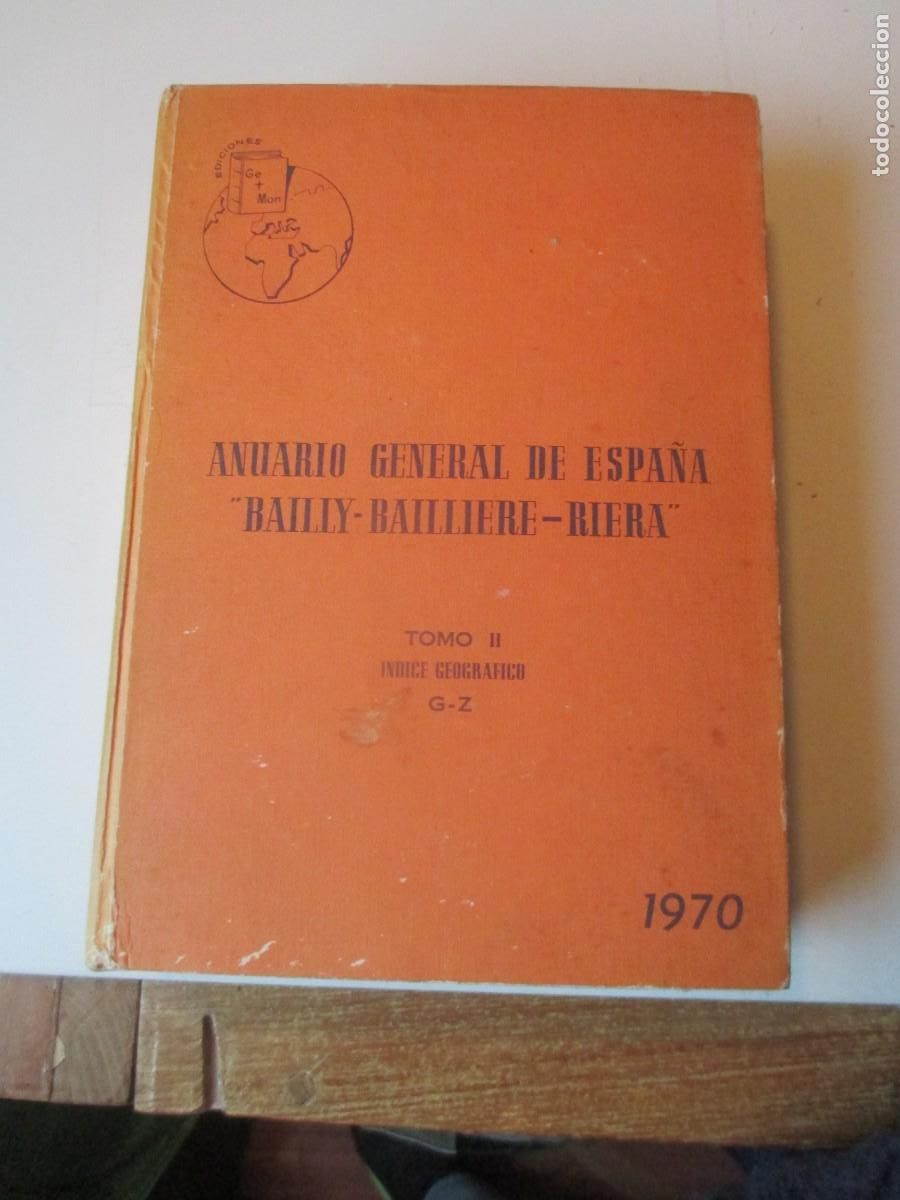 EDICIONES
Ge
+
Mon
ANUARIO GENERAL DE ESPAÑA
"BAILLY-BAILLIERE-RIERA"
TOMO II
INDICE GEOGRAFICO
G-Z
1970
todocoleccion